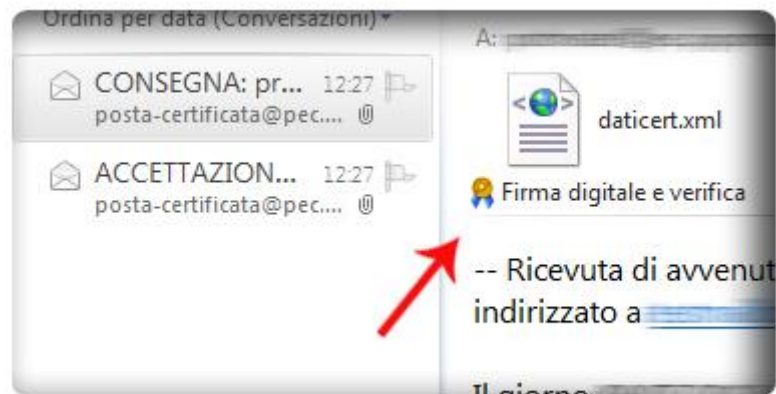 Ordina per data (Conversazioni)
CONSEGNA: pr... 12:27
posta-certificata@pec....
ACCETTAZION... 12:27
posta-certificata@pec....
A:
daticert.xml
Firma digitale e verifica
-- Ricevuta di avvenut
indirizzato a
Il giorno